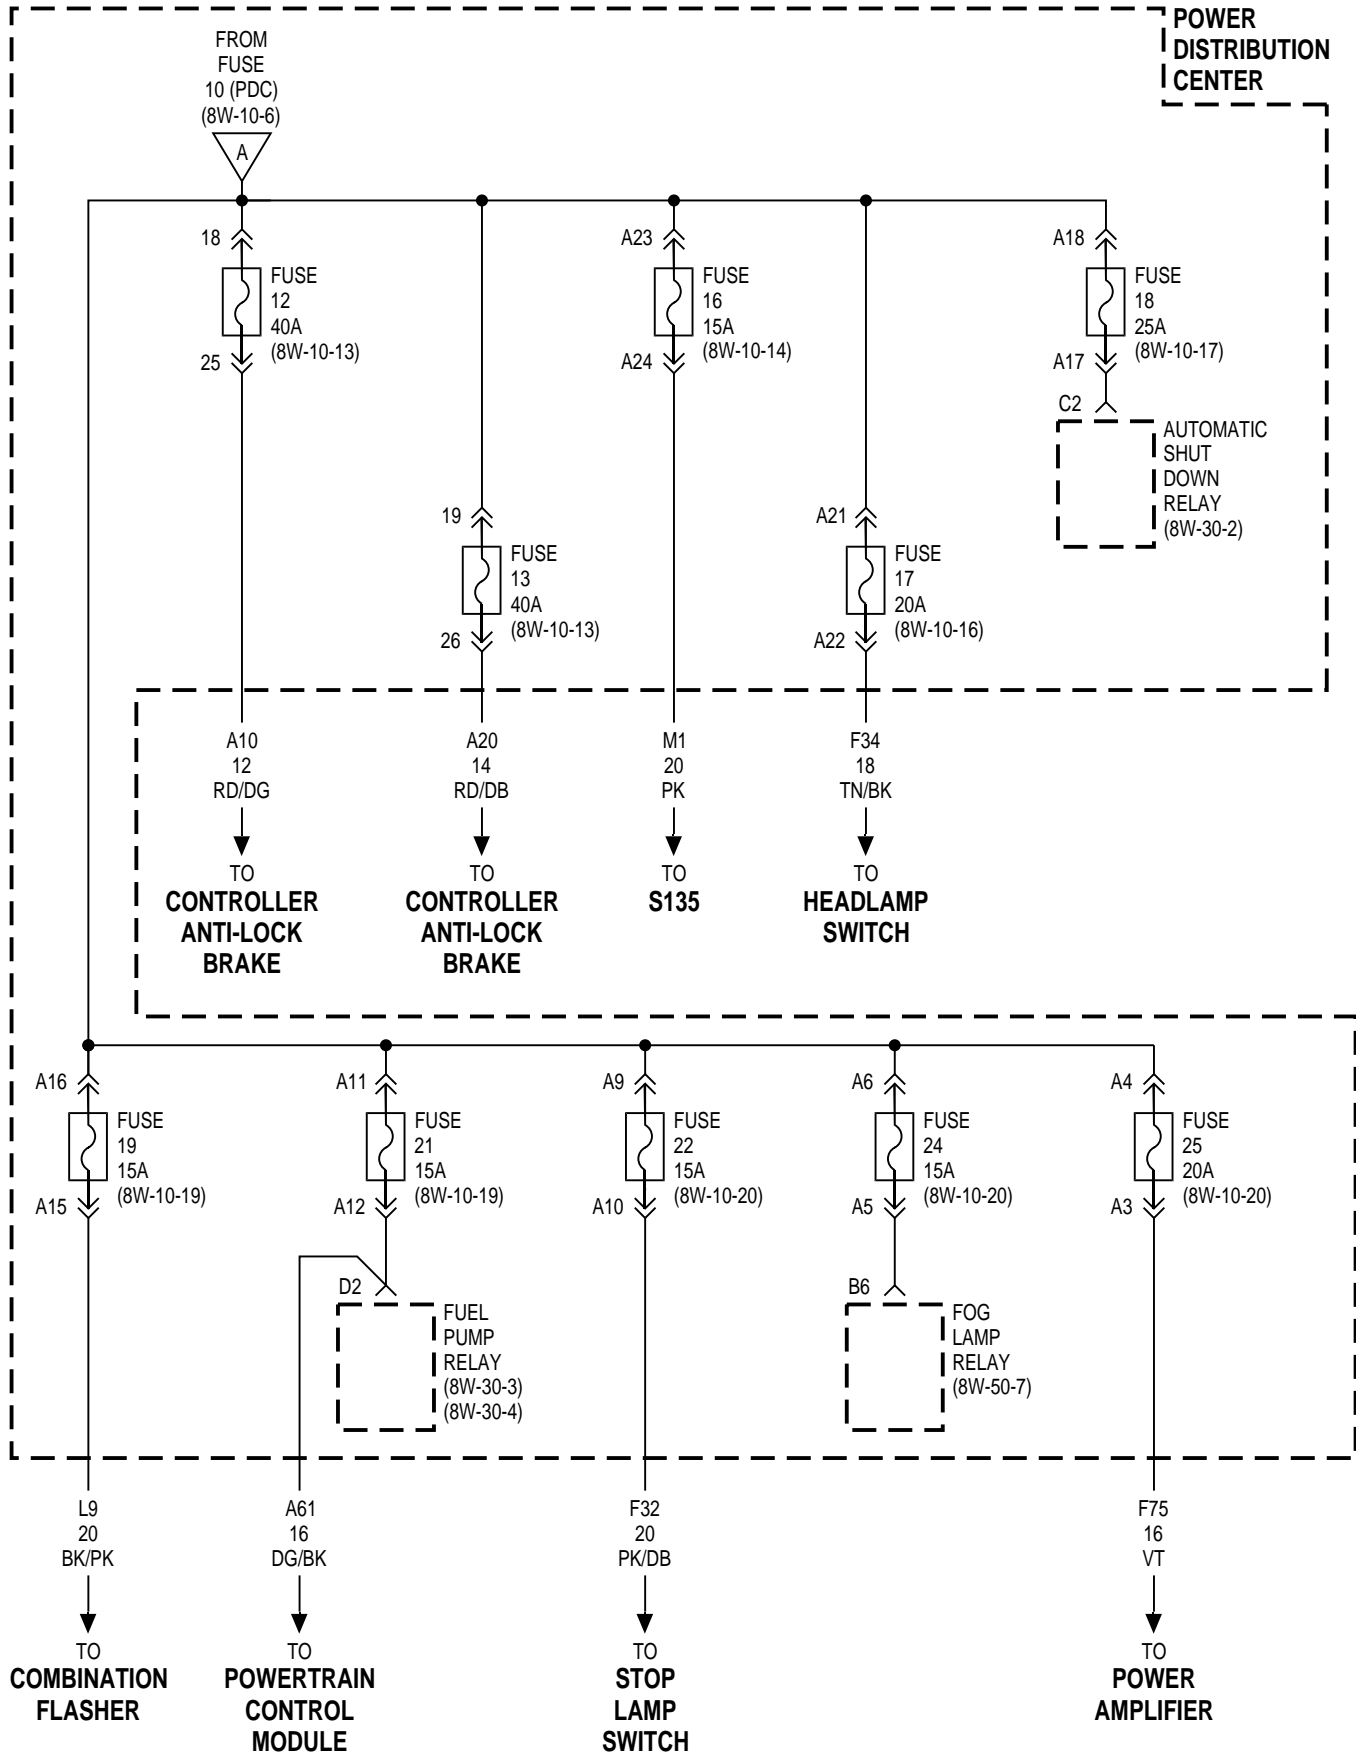 POWER
DISTRIBUTION
CENTER
FROM
FUSE
10 (PDC)
(8W-10-6)
A
18
FUSE
12
40A
(8W-10-13)
25
A23
FUSE
16
15A
(8W-10-14)
A24
A18
FUSE
18
25A
(8W-10-17)
A17
C2
AUTOMATIC
SHUT
DOWN
RELAY
(8W-30-2)
19
FUSE
13
40A
(8W-10-13)
26
A21
FUSE
17
20A
(8W-10-16)
A22
A10
12
RD/DG
TO
CONTROLLER
ANTI-LOCK
BRAKE
A20
14
RD/DB
TO
CONTROLLER
ANTI-LOCK
BRAKE
M1
20
PK
TO
S135
F34
18
TN/BK
TO
HEADLAMP
SWITCH
A16
FUSE
19
15A
(8W-10-19)
A15
A11
FUSE
21
15A
(8W-10-19)
A12
A9
FUSE
22
15A
(8W-10-20)
A10
A6
FUSE
24
15A
(8W-10-20)
A5
A4
FUSE
25
20A
(8W-10-20)
A3
D2
FUEL
PUMP
RELAY
(8W-30-3)
(8W-30-4)
B6
FOG
LAMP
RELAY
(8W-50-7)
L9
20
BK/PK
TO
COMBINATION
FLASHER
A61
16
DG/BK
TO
POWERTRAIN
CONTROL
MODULE
F32
20
PK/DB
TO
STOP
LAMP
SWITCH
F75
16
VT
TO
POWER
AMPLIFIER